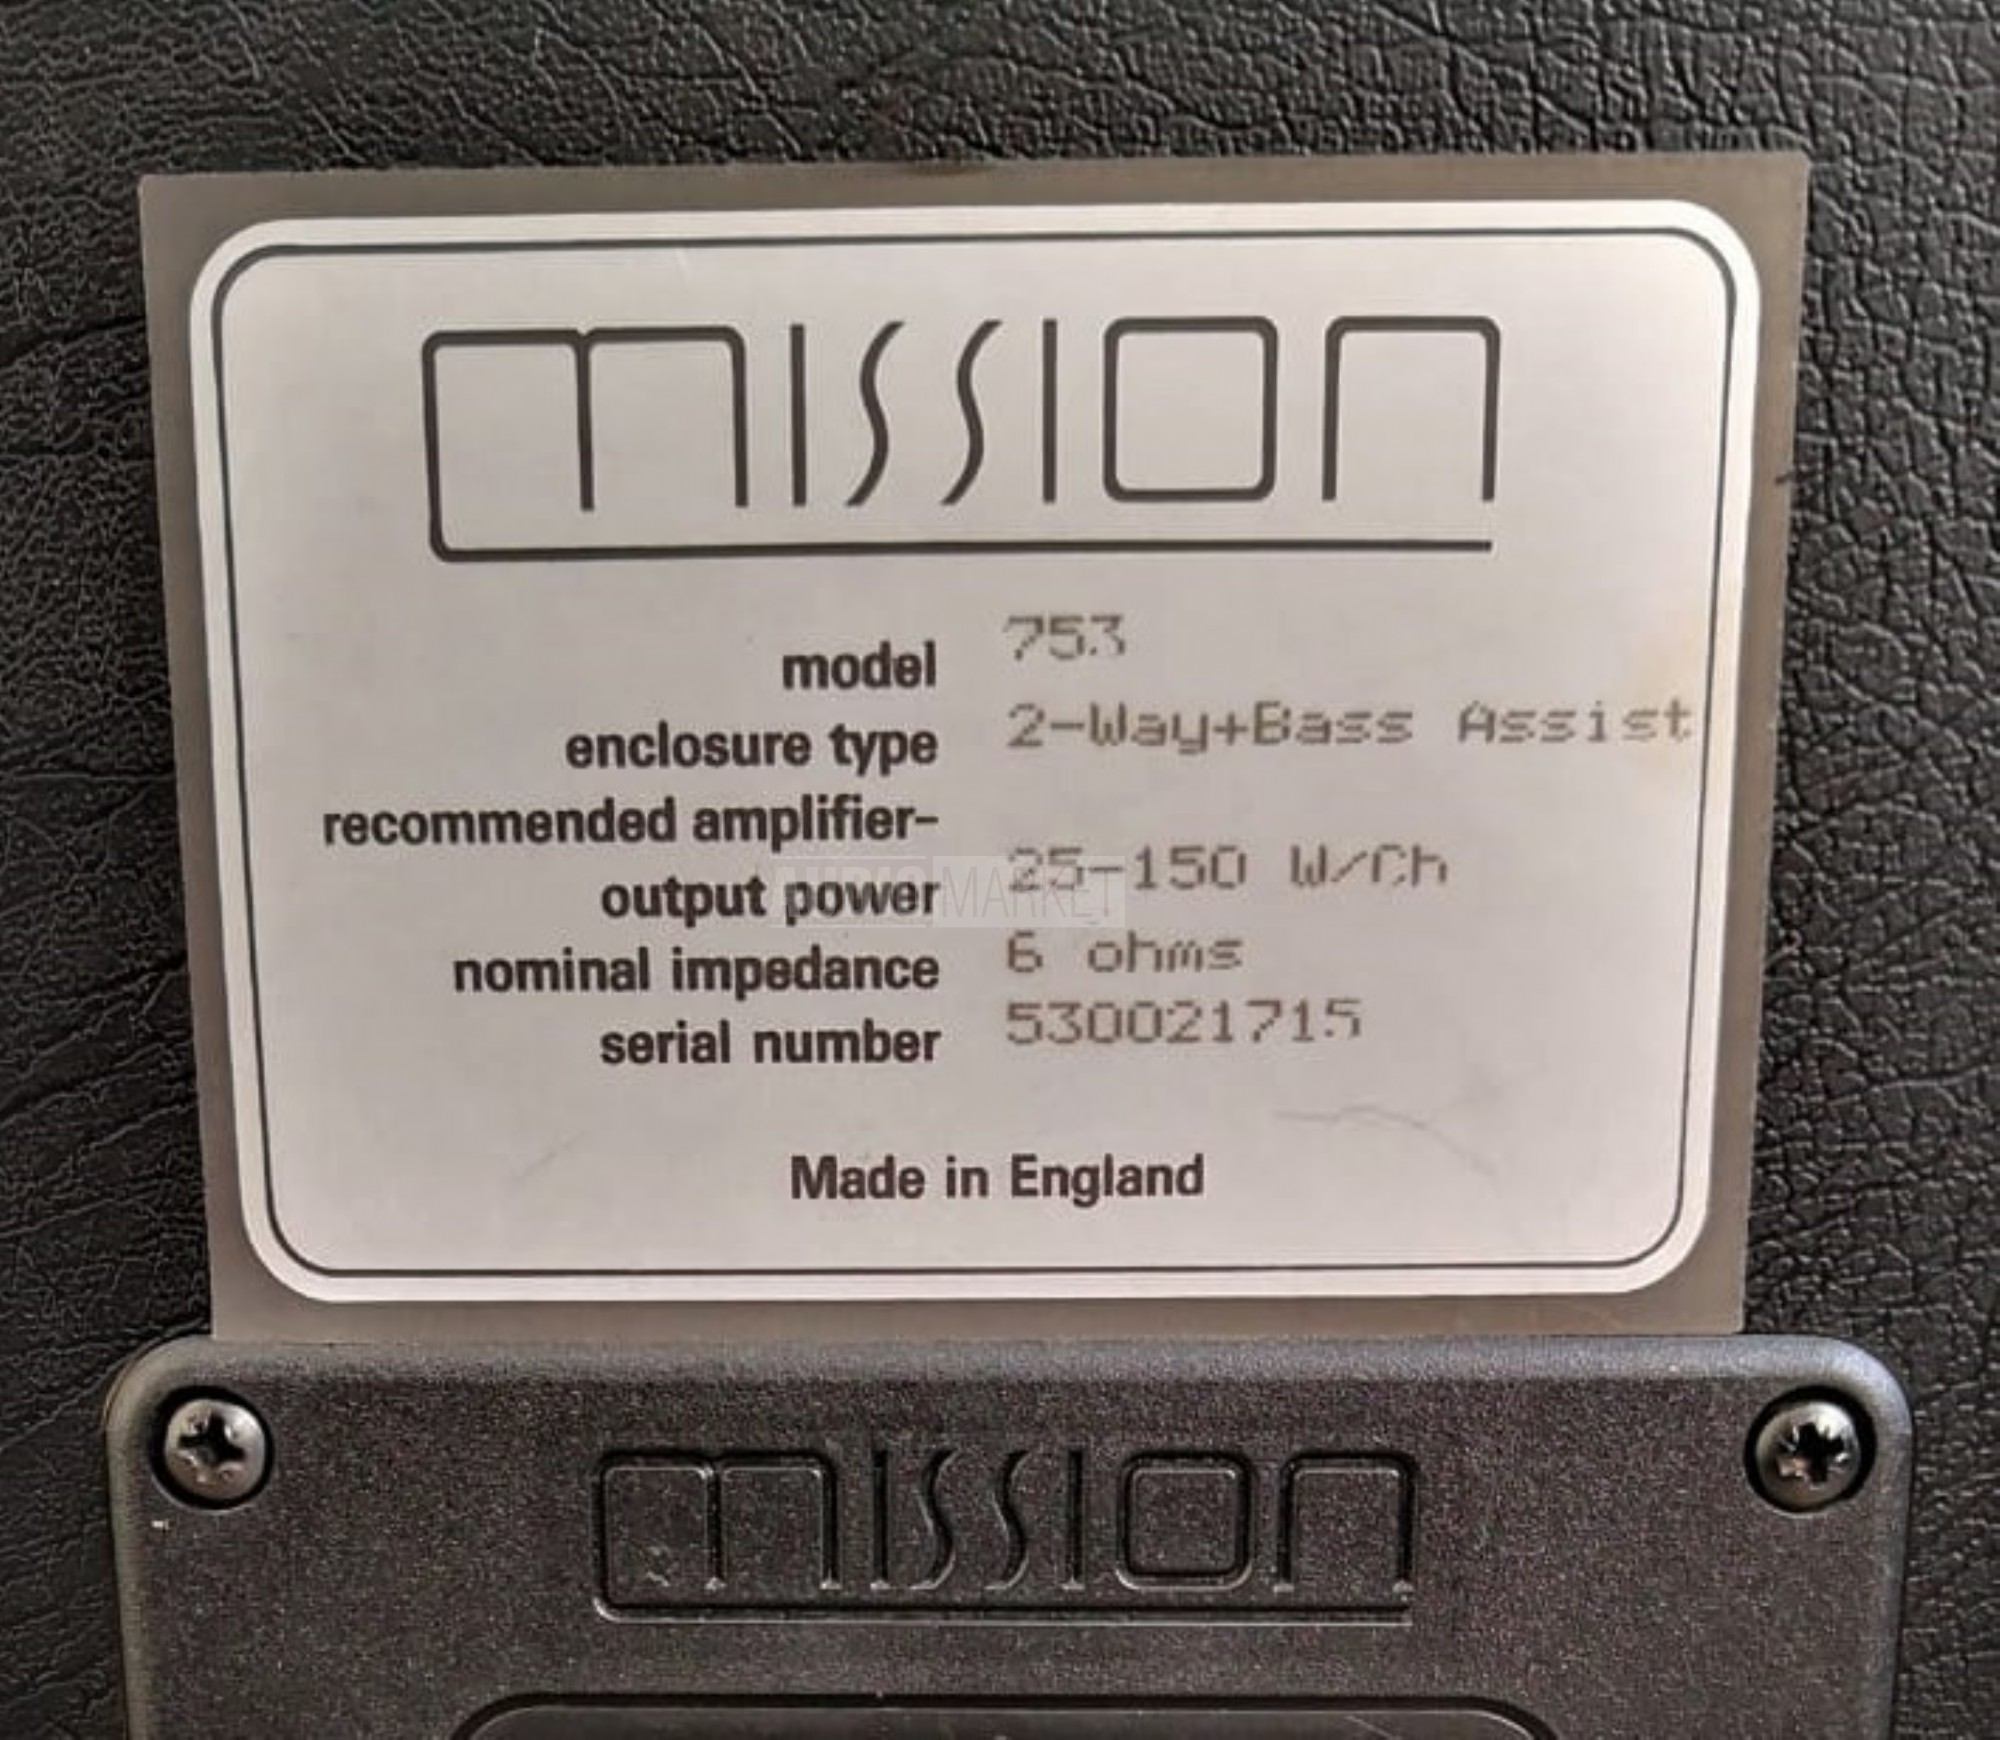 mission
model 753
enclosure type 2-Way+Bass Assist
recommended amplifier-
output power 25-150 W/Ch
nominal impedance 6 ohms
serial number 530021715
Made in England
AUDIOMARKET
mission